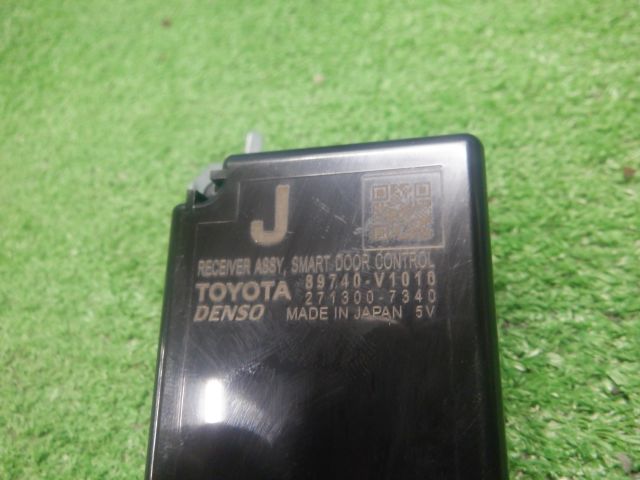 J
RECEIVER ASSY, SMART DOOR CONTROL
TOYOTA 89740-V1010
DENSO 271300-7340
MADE IN JAPAN 5V